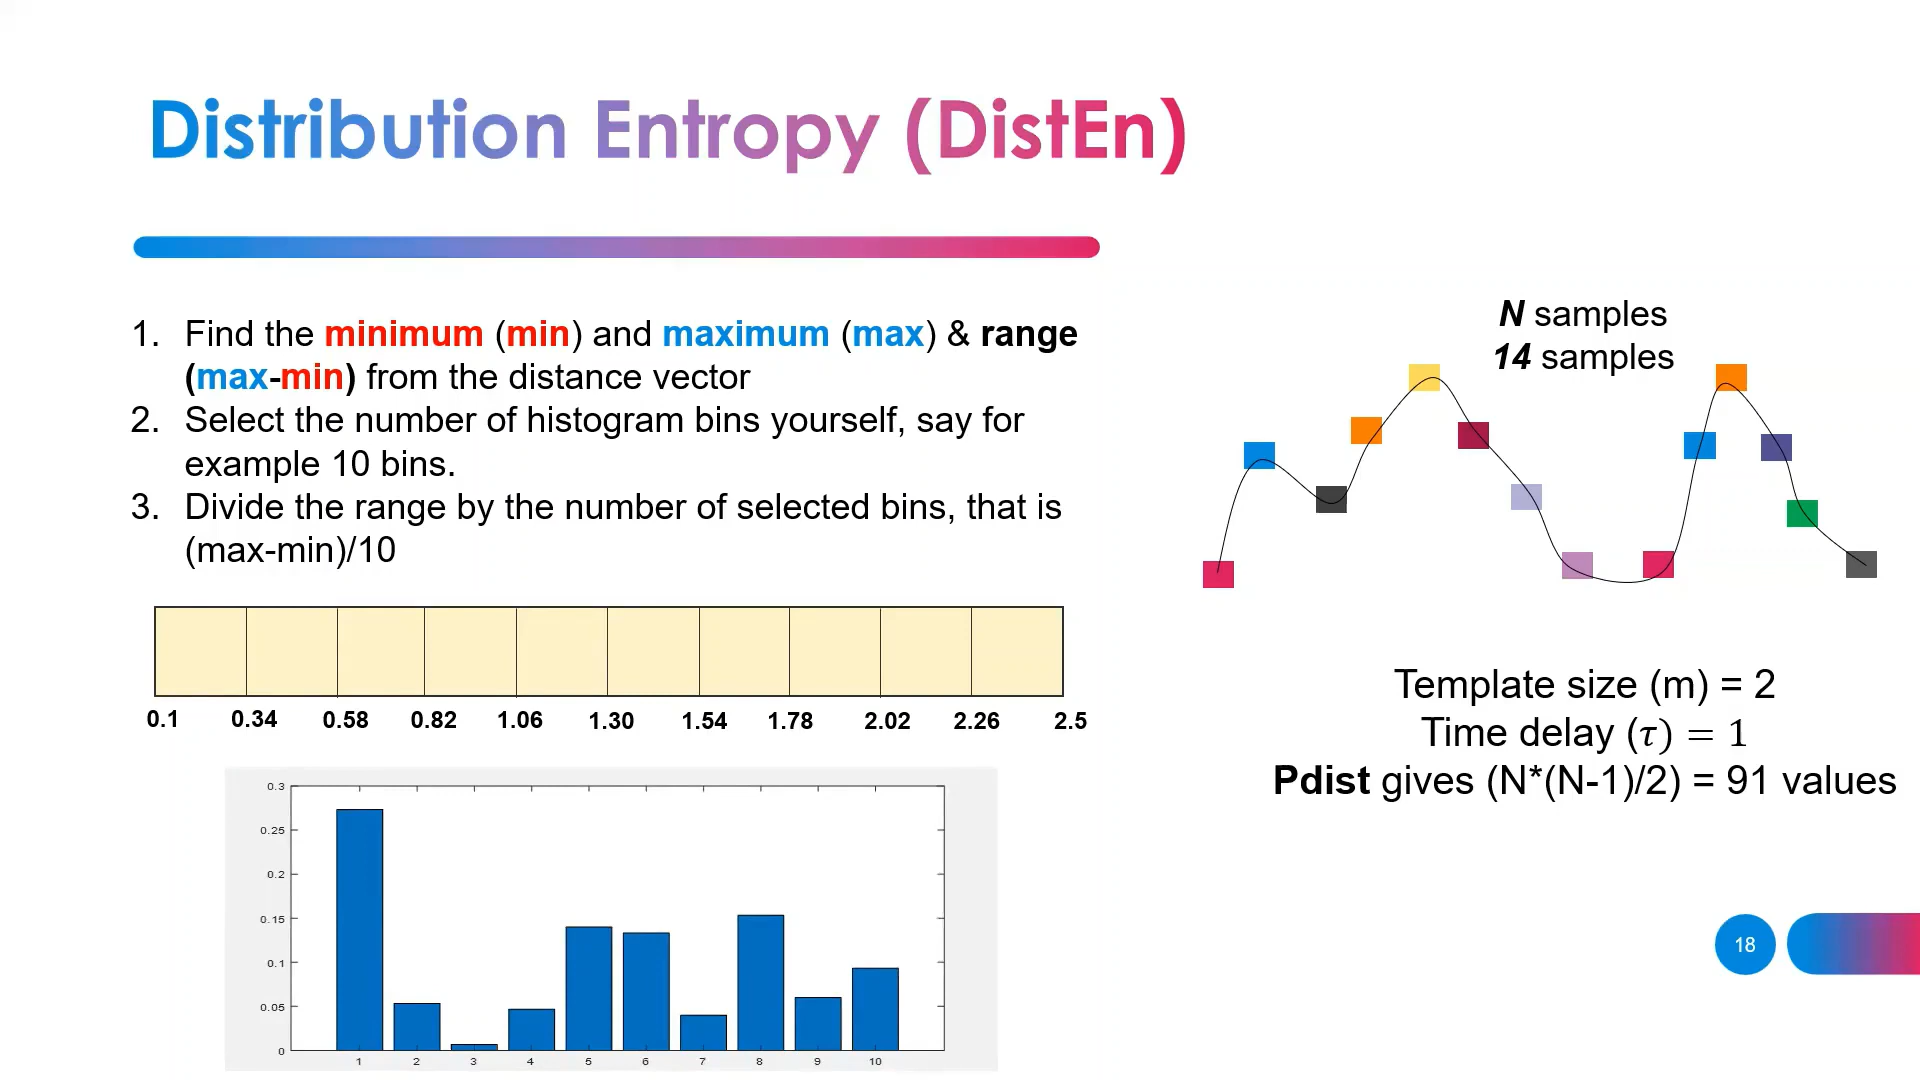 Distribution Entropy (DistEn)
1. Find the minimum (min) and maximum (max) & range
(max-min) from the distance vector
2. Select the number of histogram bins yourself, say for
example 10 bins.
3. Divide the range by the number of selected bins, that is
(max-min)/10
0.1 0.34 0.58 0.82 1.06 1.30 1.54 1.78 2.02 2.26 2.5
0.3
0.25
0.2
0.15
0.1
0.05
0
1 2 3 4 5 6 7 8 9 10
N samples
14 samples
Template size (m) = 2
Time delay (τ) = 1
Pdist gives (N*(N-1)/2) = 91 values
18